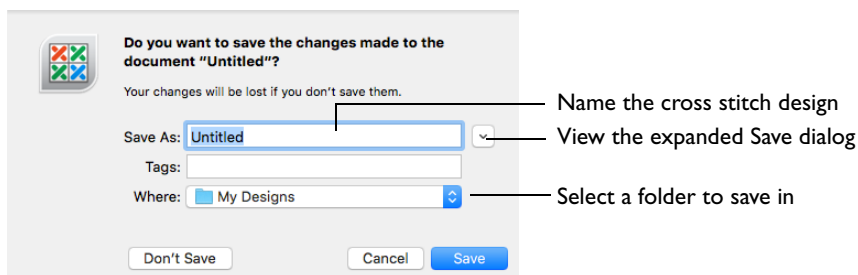 Do you want to save the changes made to the
document “Untitled”?
Your changes will be lost if you don’t save them.
Name the cross stitch design
Save As: Untitled
View the expanded Save dialog
Tags:
Where: My Designs
Select a folder to save in
Don't Save
Cancel
Save